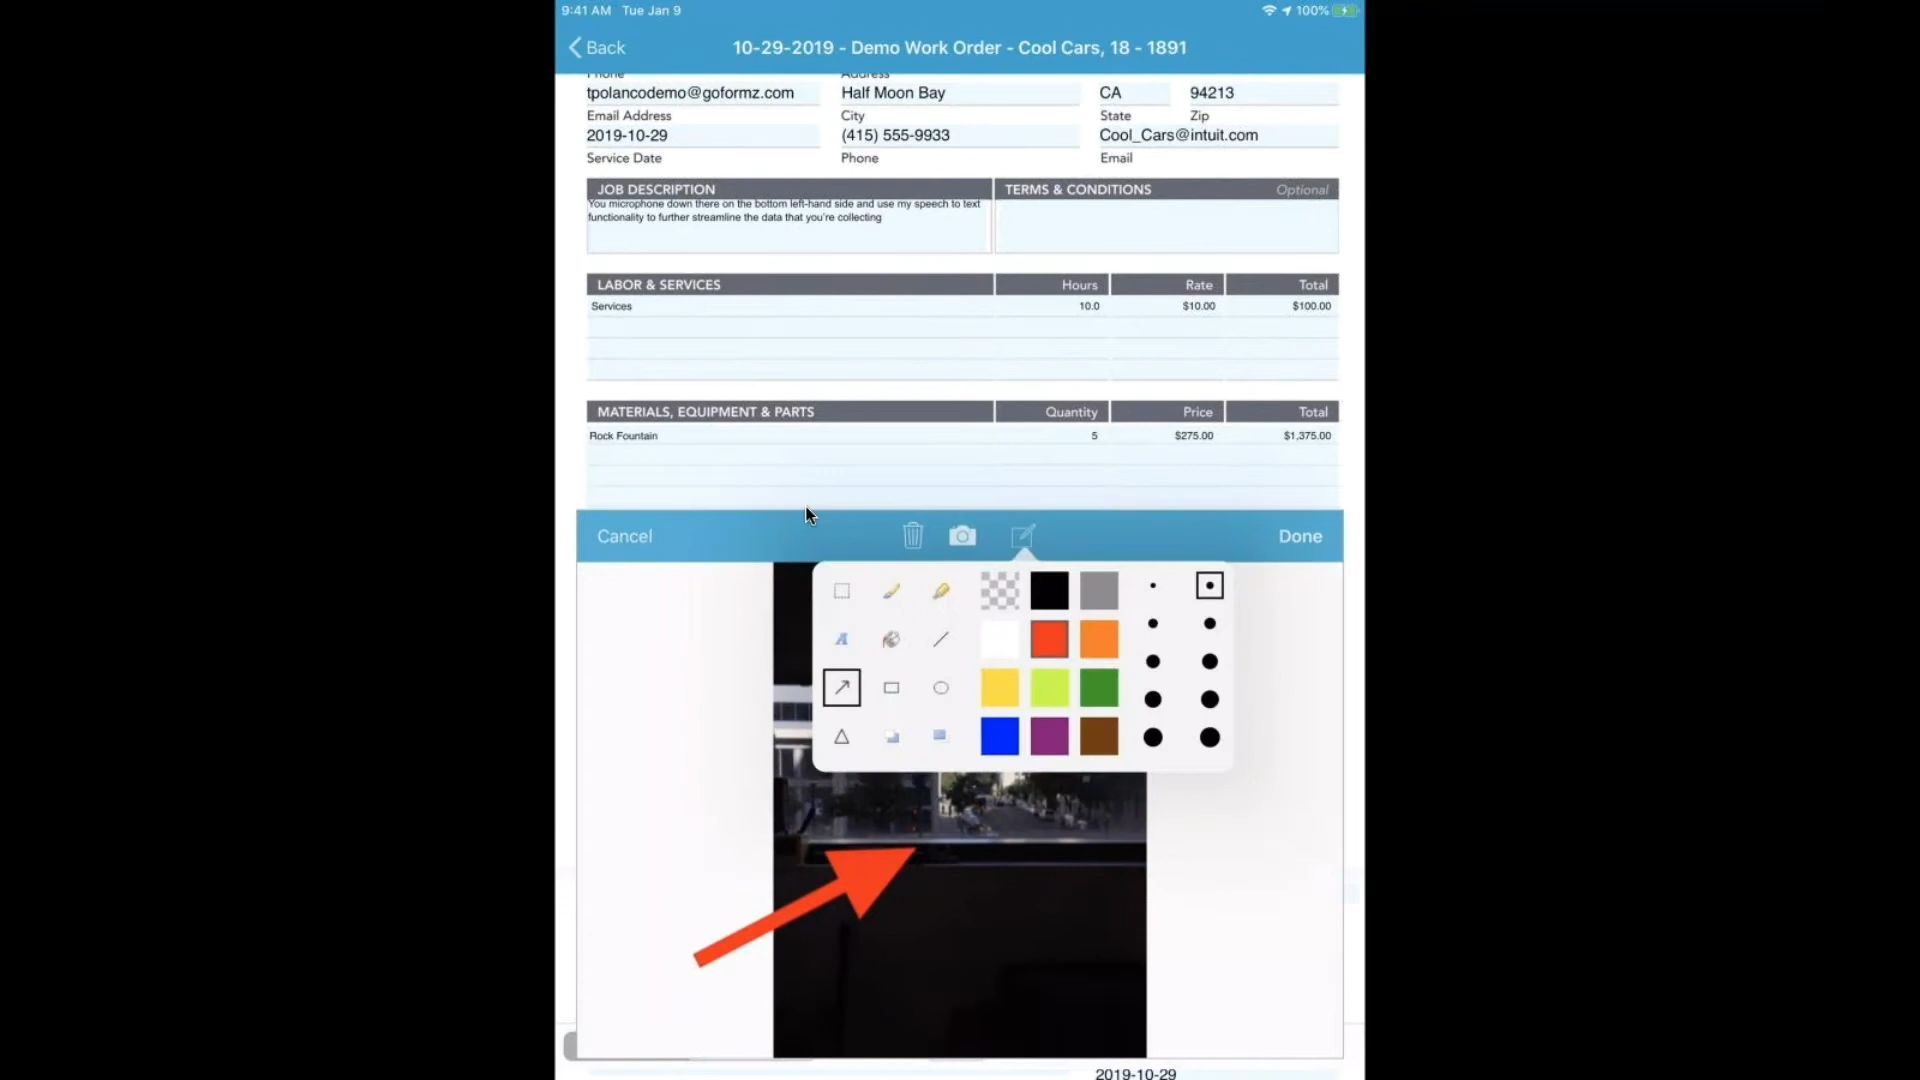 9:41 AM Tue Jan 9 100%
Back 10-29-2019 - Demo Work Order - Cool Cars, 18 - 1891
Phone Address
tpolancodemo@goformz.com Half Moon Bay CA 94213
Email Address City State Zip
2019-10-29 (415) 555-9933 Cool_Cars@intuit.com
Service Date Phone Email
JOB DESCRIPTION TERMS & CONDITIONS Optional
You microphone down there on the bottom left-hand side and use my speech to text
functionality to further streamline the data that you're collecting
LABOR & SERVICES Hours Rate Total
Services 10.0 $10.00 $100.00
MATERIALS, EQUIPMENT & PARTS Quantity Price Total
Rock Fountain 5 $275.00 $1,375.00
Cancel Done
A
2019-10-29